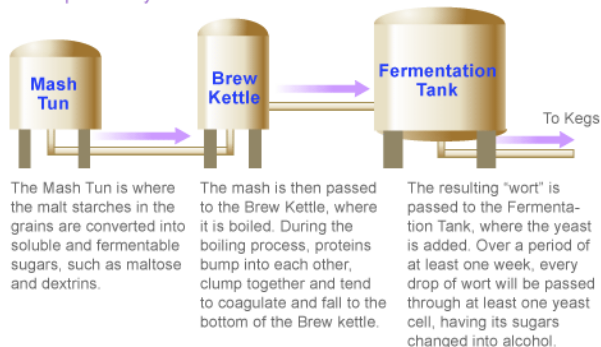 Mash
Tun
Brew
Kettle
Fermentation
Tank
To Kegs
The Mash Tun is where
the malt starches in the
grains are converted into
soluble and fermentable
sugars, such as maltose
and dextrins.
The mash is then passed
to the Brew Kettle, where
it is boiled. During the
boiling process, proteins
bump into each other,
clump together and tend
to coagulate and fall to the
bottom of the Brew kettle.
The resulting “wort” is
passed to the Fermenta-
tion Tank, where the yeast
is added. Over a period of
at least one week, every
drop of wort will be passed
through at least one yeast
cell, having its sugars
changed into alcohol.